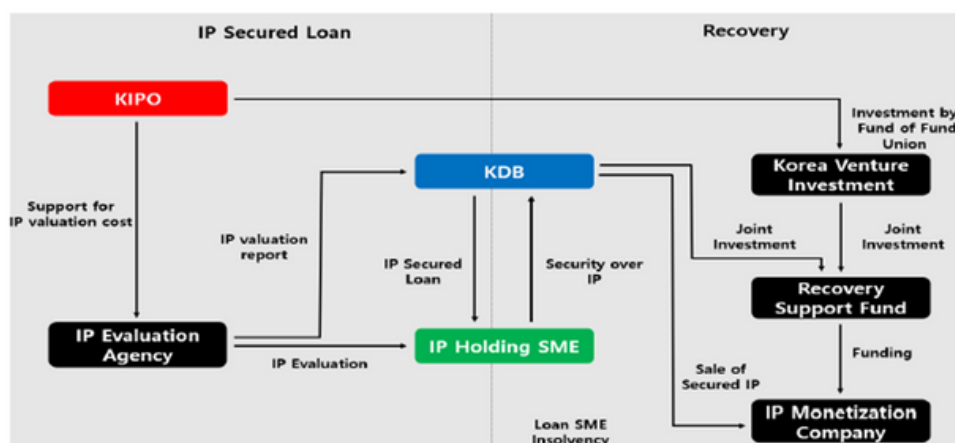 IP Secured Loan
Recovery
KIPO
Investment by
Fund of Fund
Union
KDB
Korea Venture
Investment
Support for
IP valuation cost
IP valuation
report
IP Secured
Loan
Security over
IP
Joint
Investment
Joint
Investment
Recovery
Support Fund
IP Evaluation
Agency
IP Evaluation
IP Holding SME
Funding
Sale of
Secured IP
IP Monetization
Company
Loan SME
Insolvency